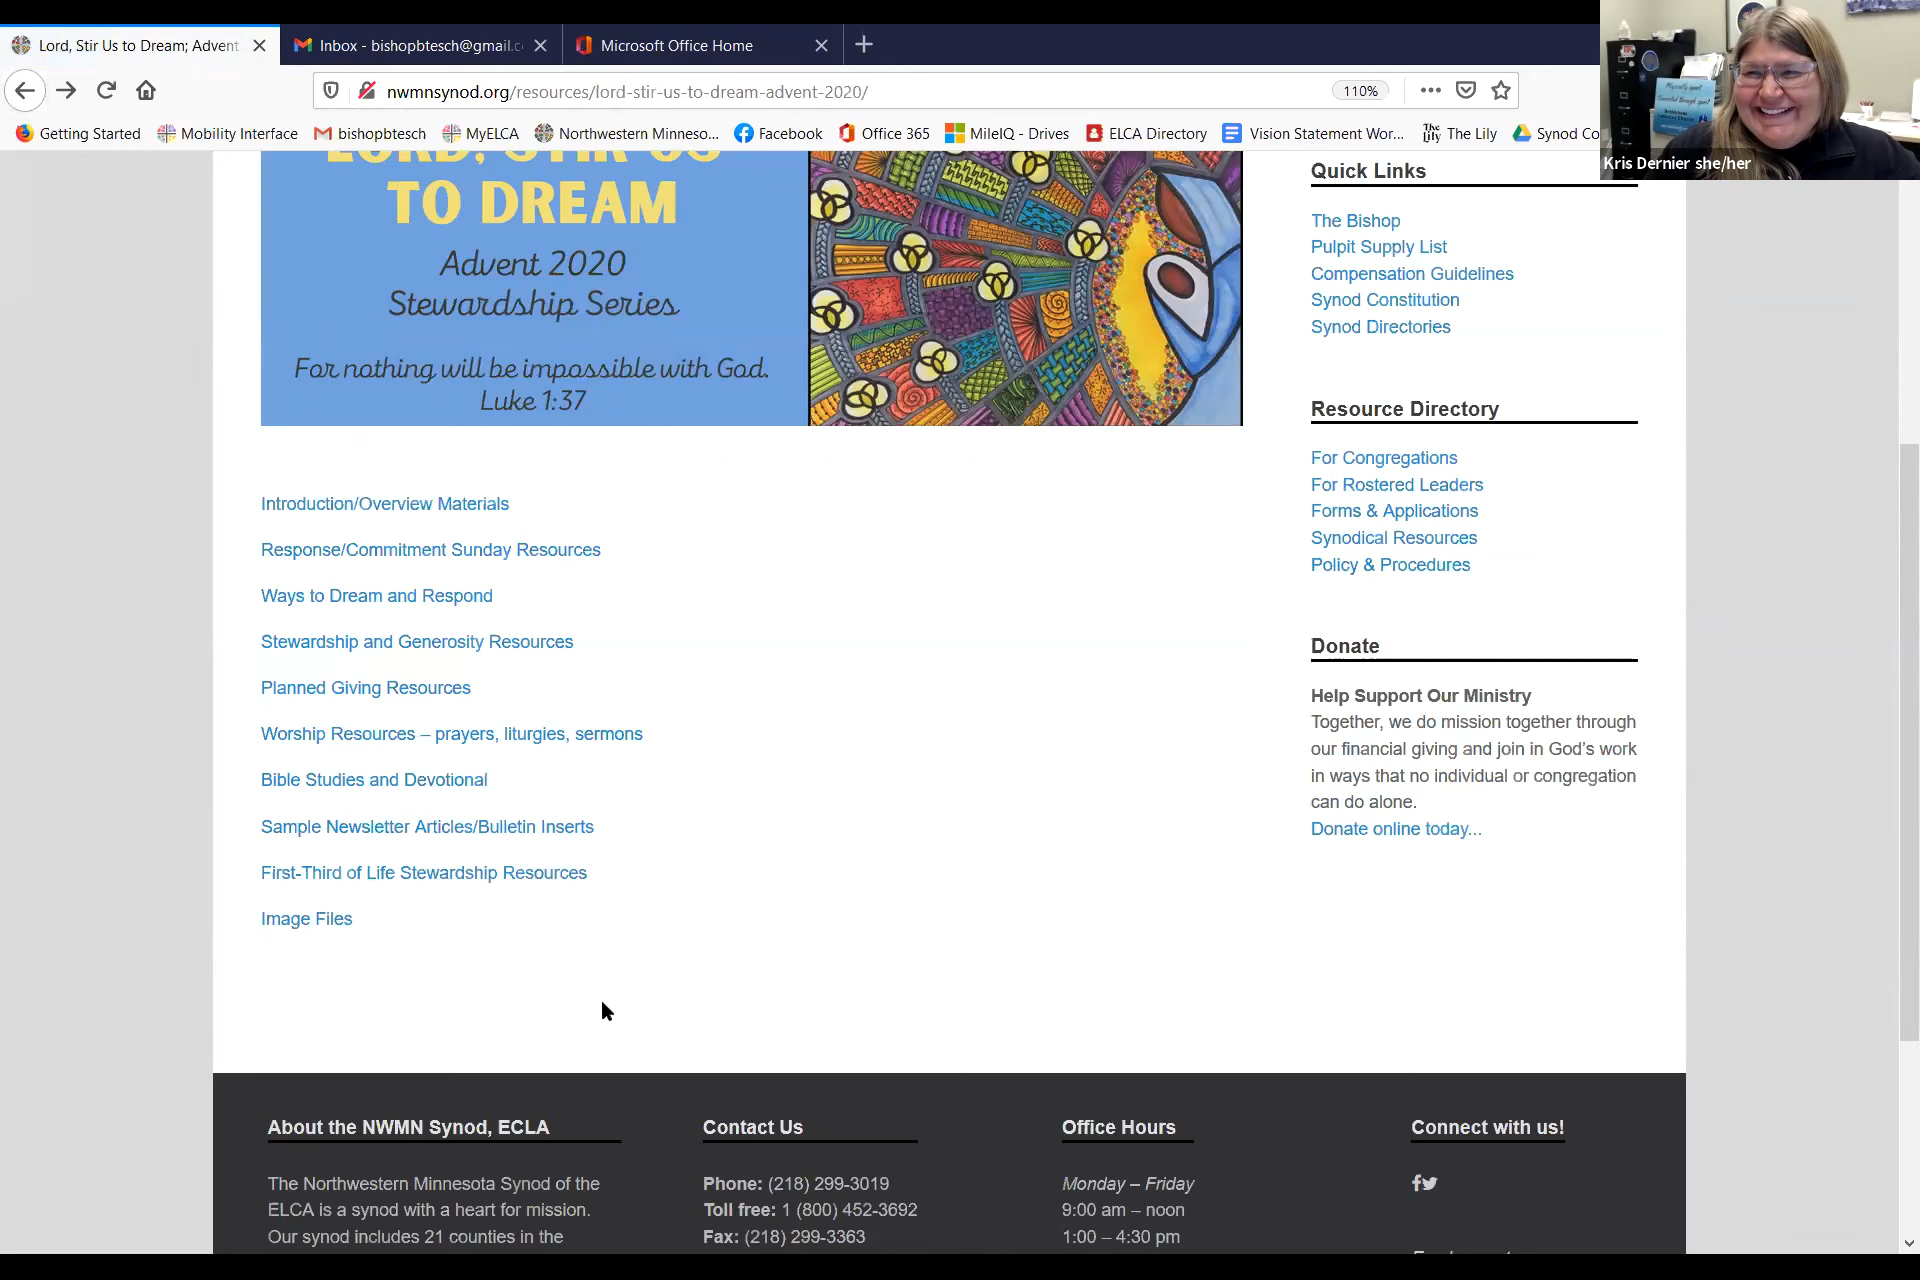 Lord, Stir Us to Dream; Advent
Inbox - bishopbtesch@gmail.c
Microsoft Office Home
nwmnsynod.org/resources/lord-stir-us-to-dream-advent-2020/
110%
Getting Started
Mobility Interface
bishopbtesch
MyELCA
Northwestern Minneso...
Facebook
Office 365
MileIQ - Drives
ELCA Directory
Vision Statement Wor...
The Lily
The Lily
Synod Co
Kris Dernier she/her
LORD, STIR US
TO DREAM
Advent 2020
Stewardship Series
For nothing will be impossible with God.
Luke 1:37
Introduction/Overview Materials
Response/Commitment Sunday Resources
Ways to Dream and Respond
Stewardship and Generosity Resources
Planned Giving Resources
Worship Resources – prayers, liturgies, sermons
Bible Studies and Devotional
Sample Newsletter Articles/Bulletin Inserts
First-Third of Life Stewardship Resources
Image Files
Quick Links
The Bishop
Pulpit Supply List
Compensation Guidelines
Synod Constitution
Synod Directories
Resource Directory
For Congregations
For Rostered Leaders
Forms & Applications
Synodical Resources
Policy & Procedures
Donate
Help Support Our Ministry
Together, we do mission together through
our financial giving and join in God's work
in ways that no individual or congregation
can do alone.
Donate online today...
About the NWMN Synod, ECLA
The Northwestern Minnesota Synod of the
ELCA is a synod with a heart for mission.
Our synod includes 21 counties in the
Contact Us
Phone: (218) 299-3019
Toll free: 1 (800) 452-3692
Fax: (218) 299-3363
Office Hours
Monday – Friday
9:00 am – noon
1:00 – 4:30 pm
Connect with us!